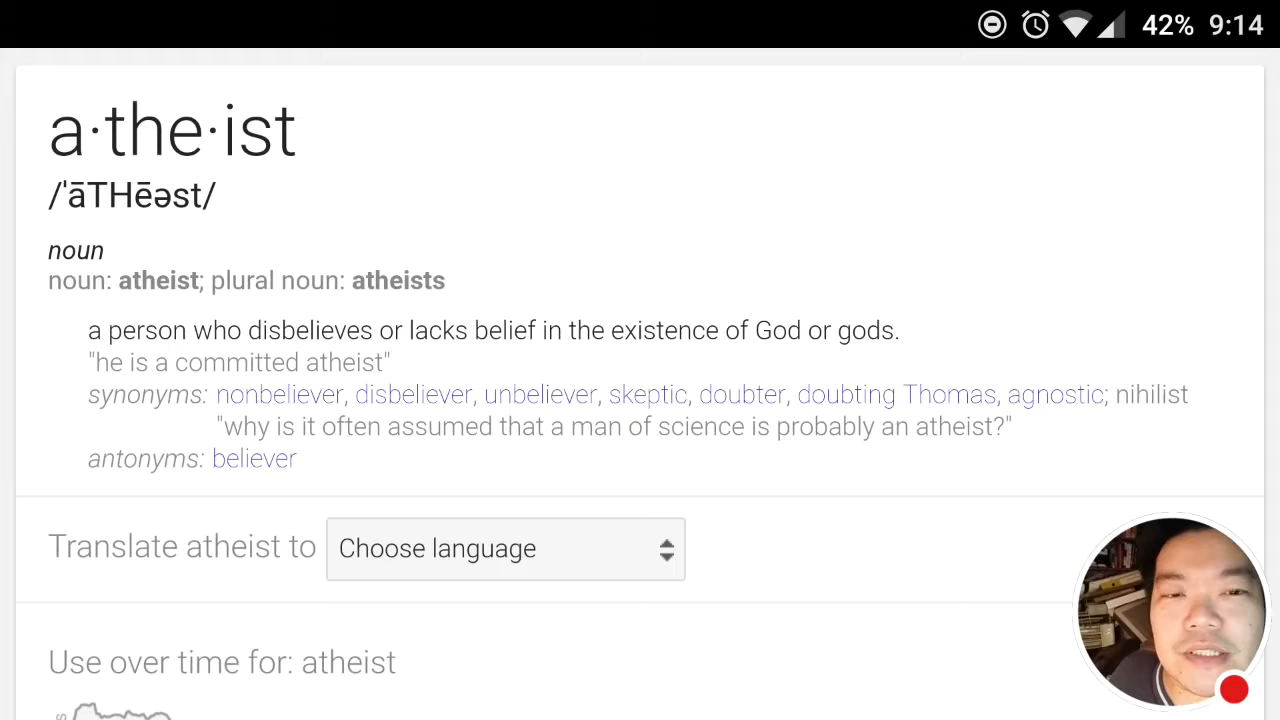 42% 9:14
a·the·ist
/ˈāTHēəst/
noun
noun: atheist; plural noun: atheists
a person who disbelieves or lacks belief in the existence of God or gods.
"he is a committed atheist"
synonyms: nonbeliever, disbeliever, unbeliever, skeptic, doubter, doubting Thomas, agnostic; nihilist
"why is it often assumed that a man of science is probably an atheist?"
antonyms: believer
Translate atheist to Choose language
Use over time for: atheist